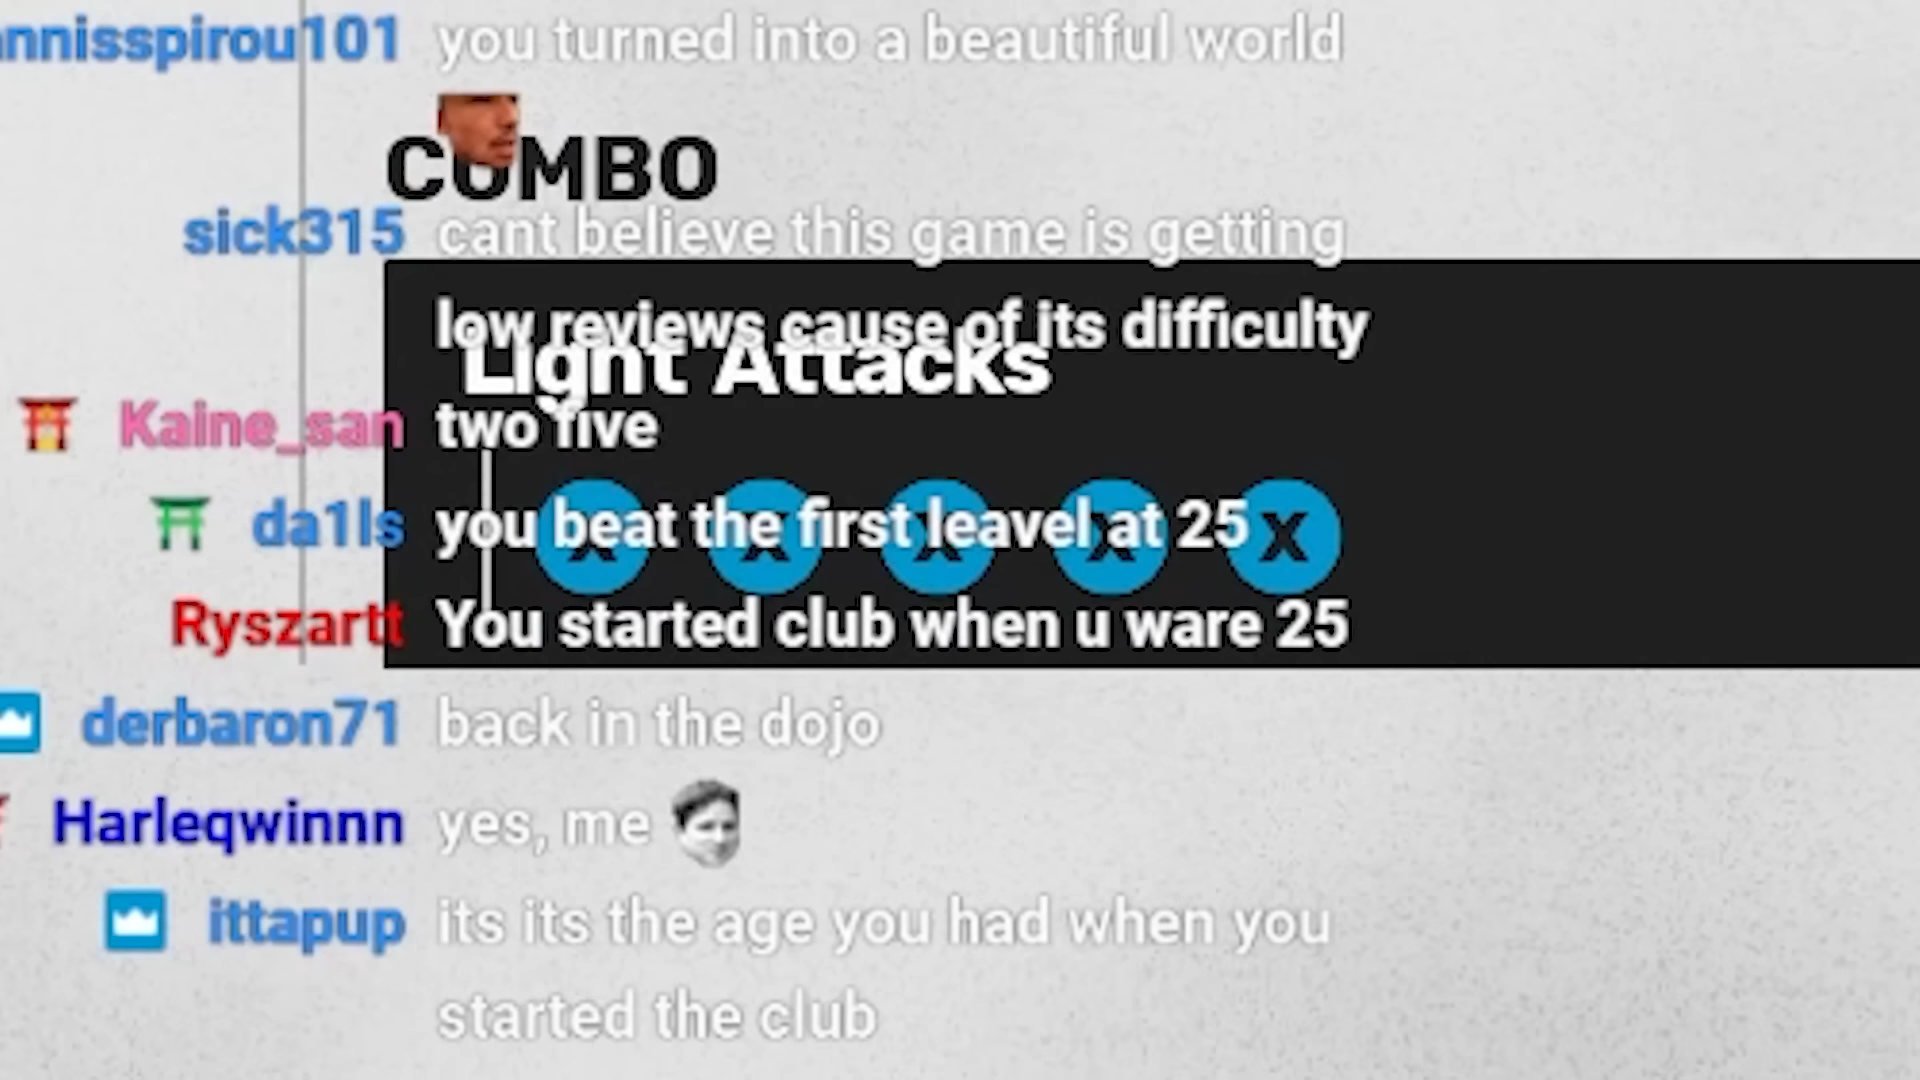 annisspirou101 you turned into a beautiful world
COMBO
sick315 cant believe this game is getting
low reviews cause of its difficulty
Light Attacks
Kaine_san two five
X X X X X
da1ls you beat the first leavel at 25
Ryszartt You started club when u ware 25
derbaron71 back in the dojo
Harleqwinnn yes, me
ittapup its its the age you had when you
started the club